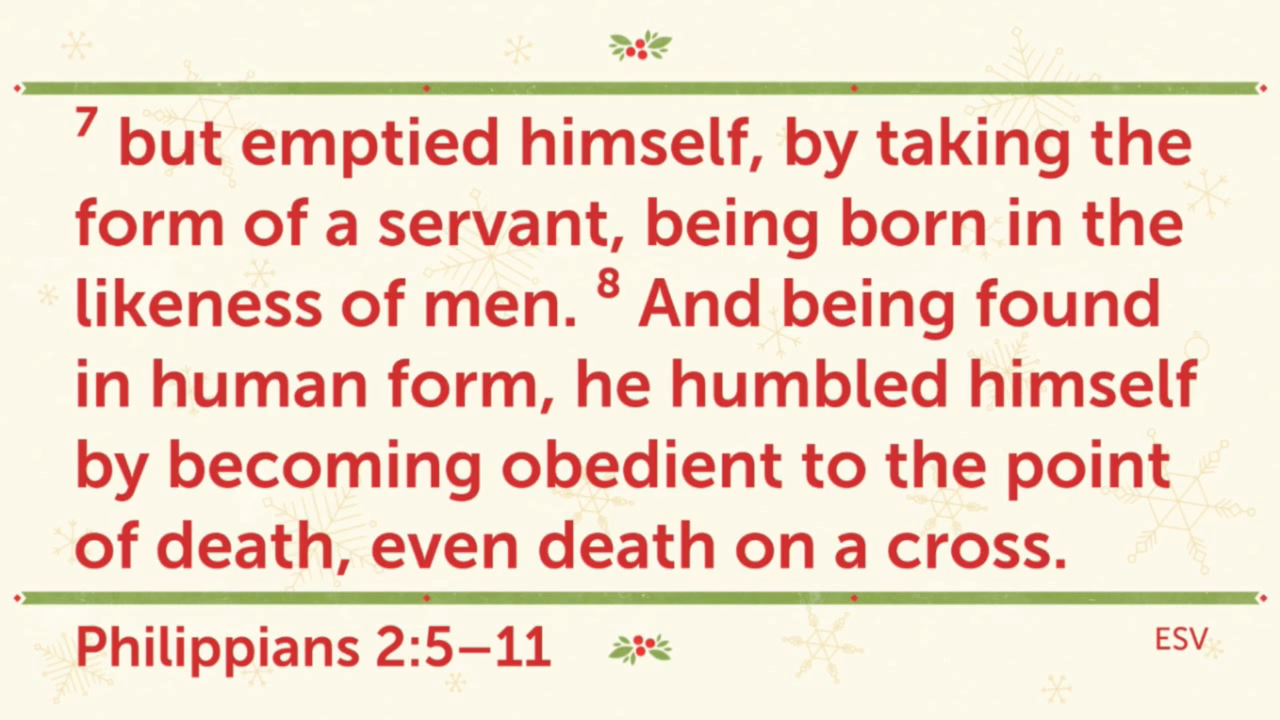 ⁷ but emptied himself, by taking the
form of a servant, being born in the
likeness of men. ⁸ And being found
in human form, he humbled himself
by becoming obedient to the point
of death, even death on a cross.
Philippians 2:5–11
ESV